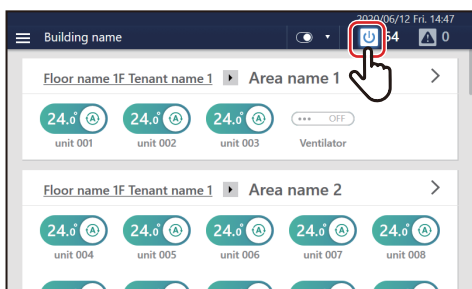 2020/06/12 Fri. 14:47
Building name 64 0
Floor name 1F Tenant name 1 Area name 1
24.0° A 24.0° A 24.0° A ••• OFF
unit 001 unit 002 unit 003 Ventilator
Floor name 1F Tenant name 1 Area name 2
24.0° A 24.0° A 24.0° A 24.0° A 24.0° A
unit 004 unit 005 unit 006 unit 007 unit 008